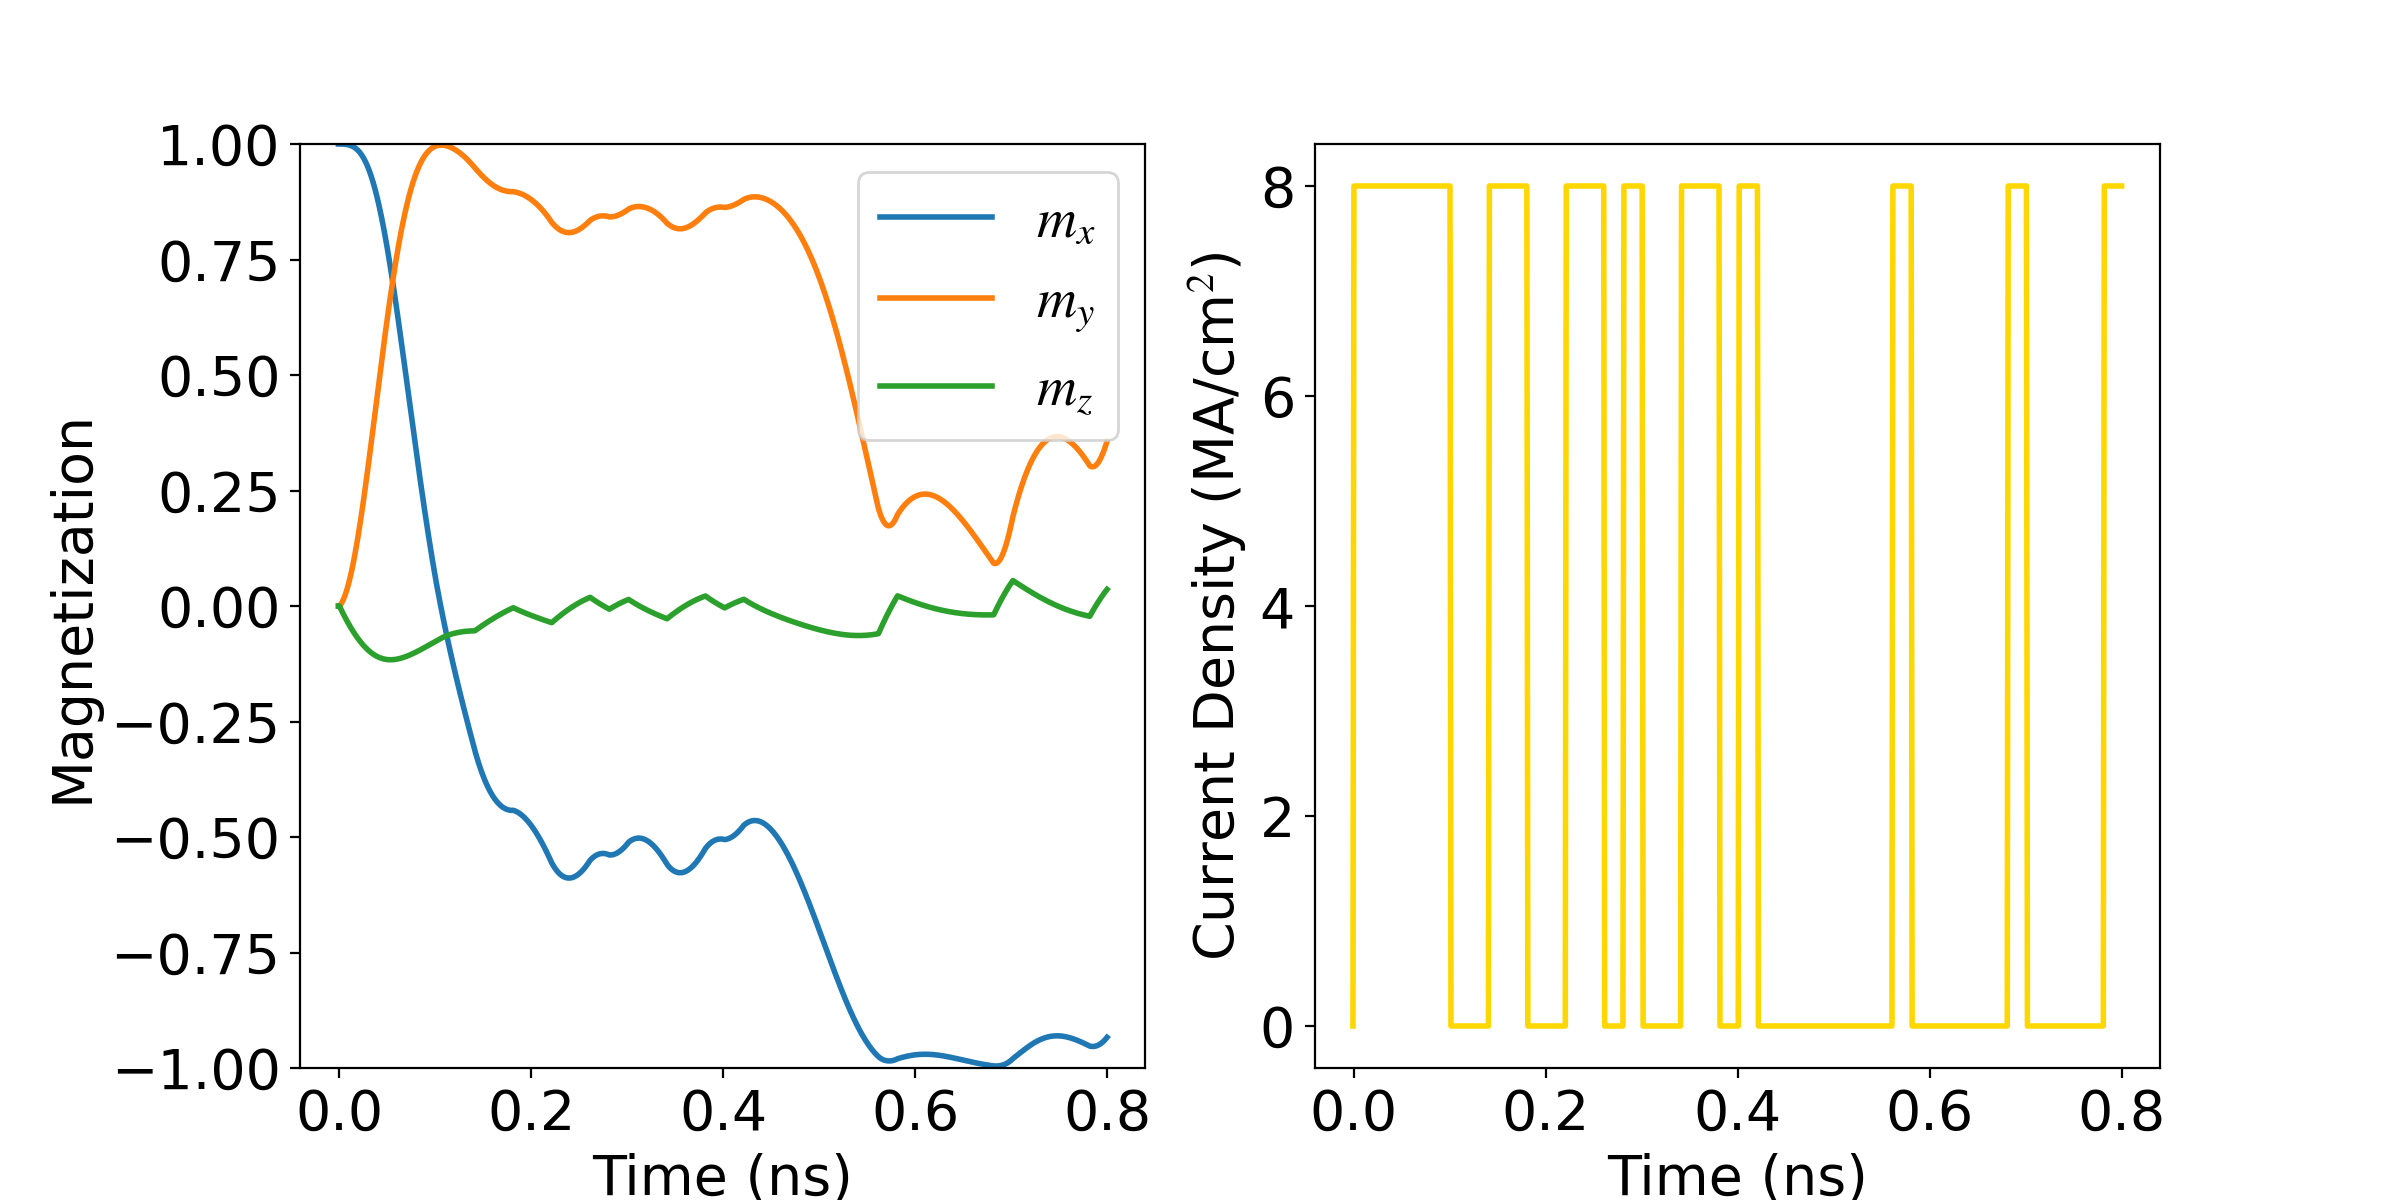 Magnetization
1.00
0.75
0.50
0.25
0.00
−0.25
−0.50
−0.75
−1.00
0.0 0.2 0.4 0.6 0.8
Time (ns)
m_x
m_y
m_z
Current Density (MA/cm²)
8
6
4
2
0
0.0 0.2 0.4 0.6 0.8
Time (ns)